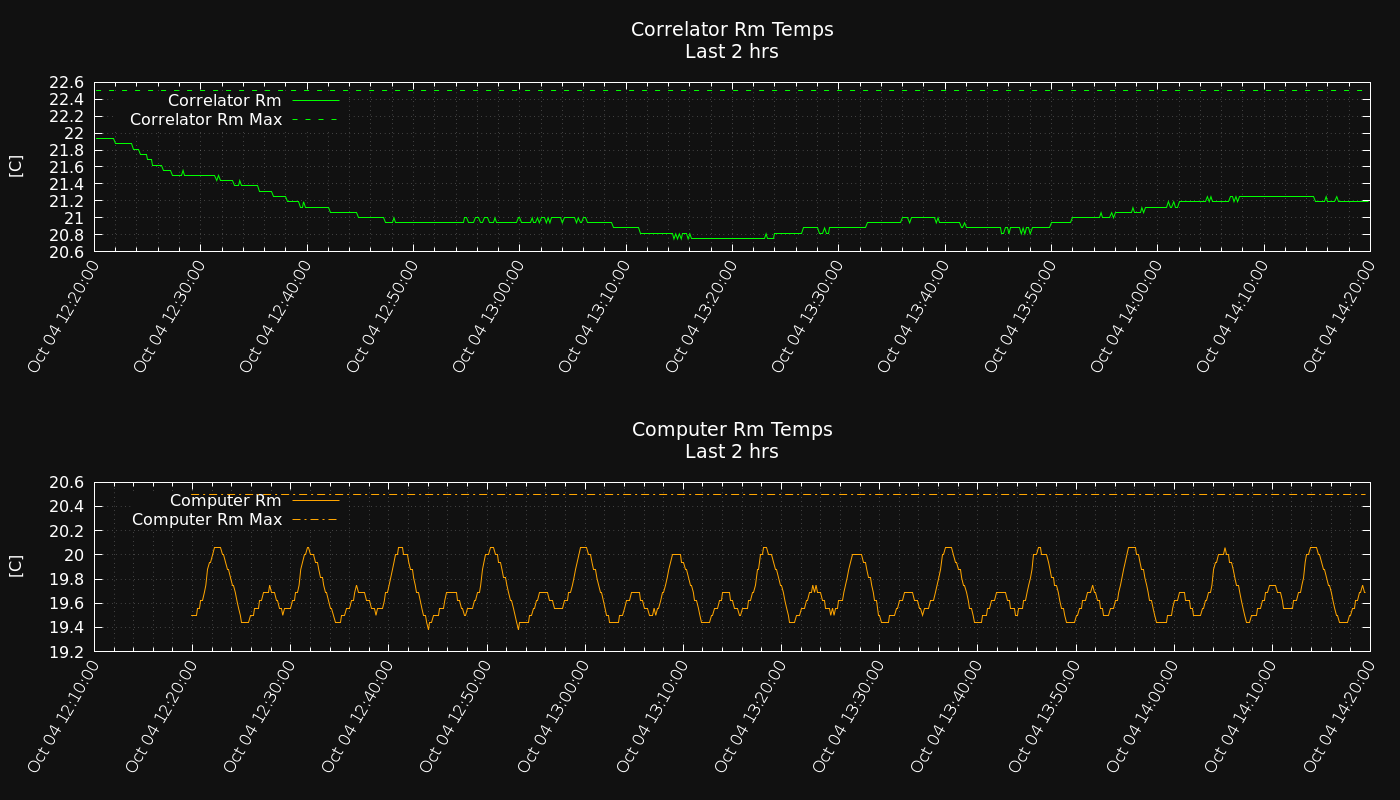 Correlator Rm Temps
Last 2 hrs
22.6
22.4
22.2
22
21.8
21.6
21.4
21.2
21
20.8
20.6
[C]
Correlator Rm
Correlator Rm Max
Oct 04 12:20:00
Oct 04 12:30:00
Oct 04 12:40:00
Oct 04 12:50:00
Oct 04 13:00:00
Oct 04 13:10:00
Oct 04 13:20:00
Oct 04 13:30:00
Oct 04 13:40:00
Oct 04 13:50:00
Oct 04 14:00:00
Oct 04 14:10:00
Oct 04 14:20:00
Computer Rm Temps
Last 2 hrs
20.6
20.4
20.2
20
19.8
19.6
19.4
19.2
[C]
Computer Rm
Computer Rm Max
Oct 04 12:10:00
Oct 04 12:20:00
Oct 04 12:30:00
Oct 04 12:40:00
Oct 04 12:50:00
Oct 04 13:00:00
Oct 04 13:10:00
Oct 04 13:20:00
Oct 04 13:30:00
Oct 04 13:40:00
Oct 04 13:50:00
Oct 04 14:00:00
Oct 04 14:10:00
Oct 04 14:20:00